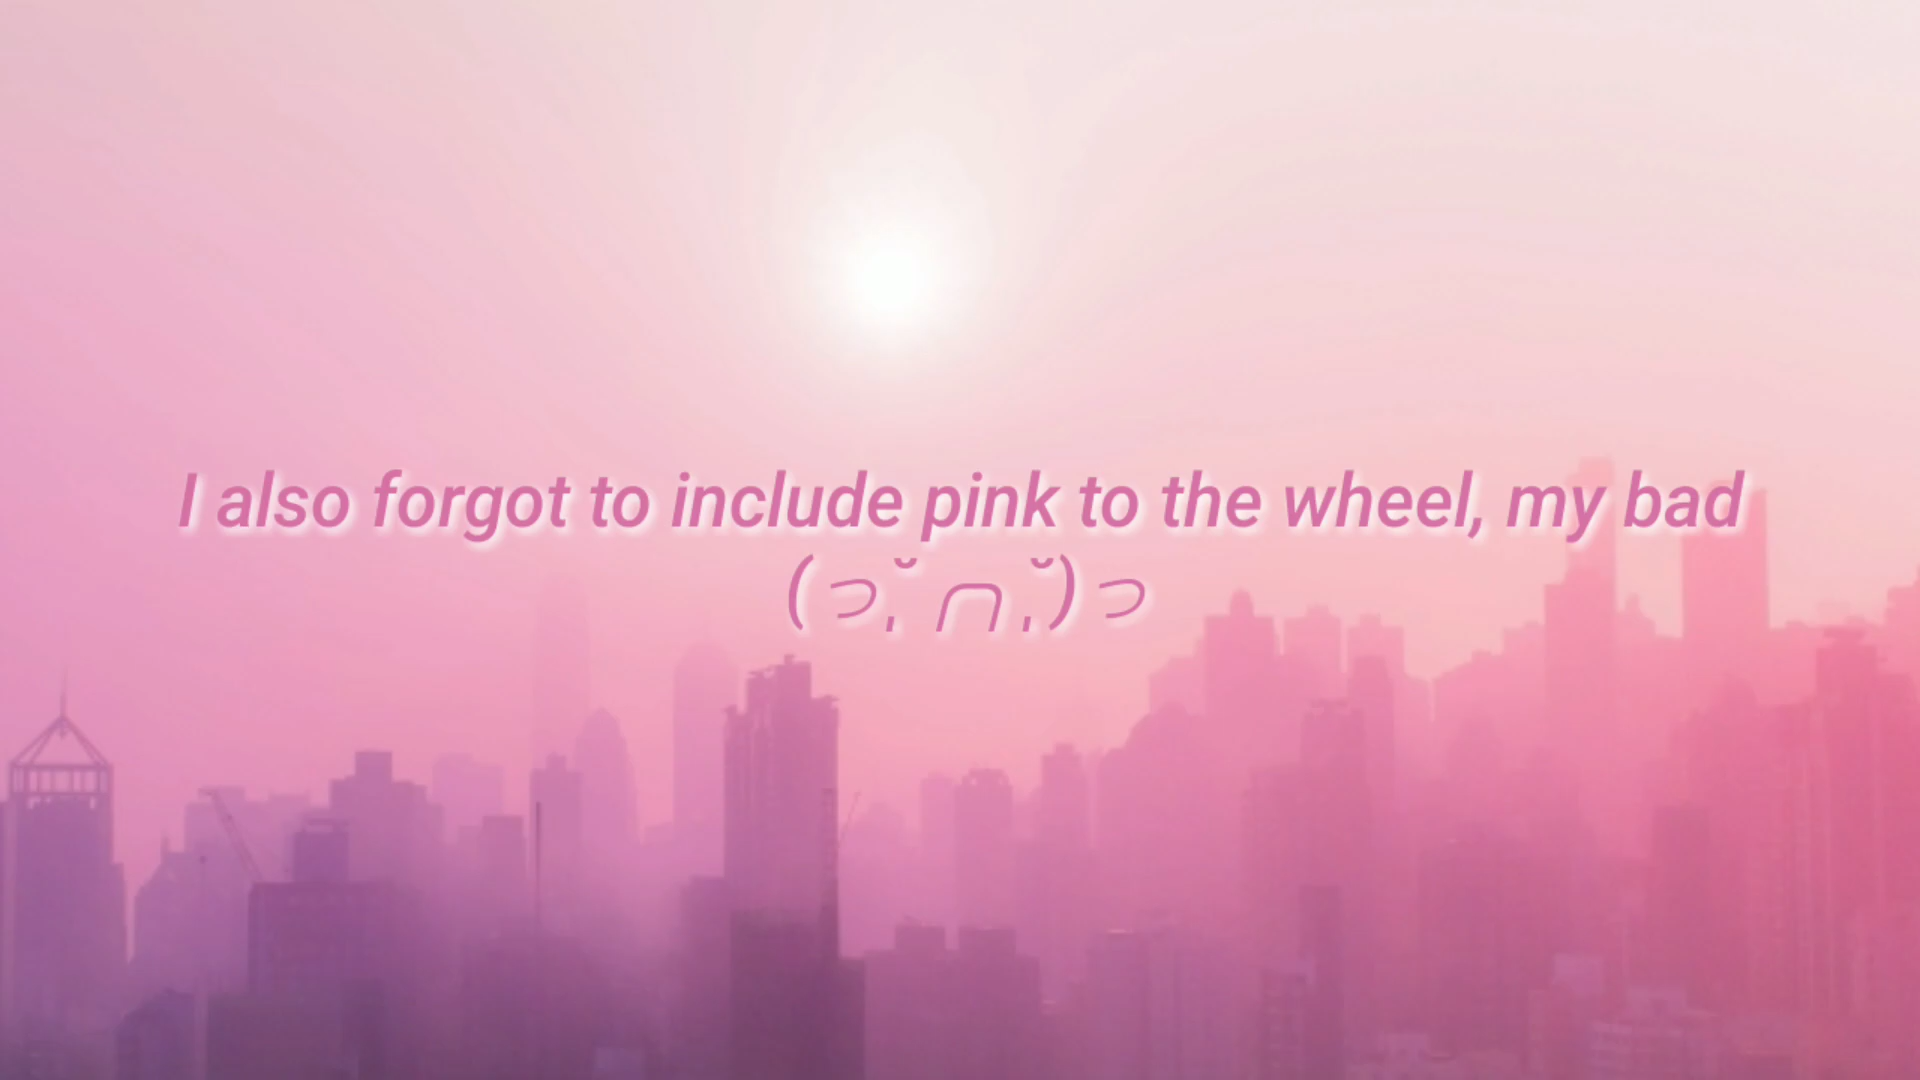 I also forgot to include pink to the wheel, my bad
(っ˘̩╭╮˘̩)っ